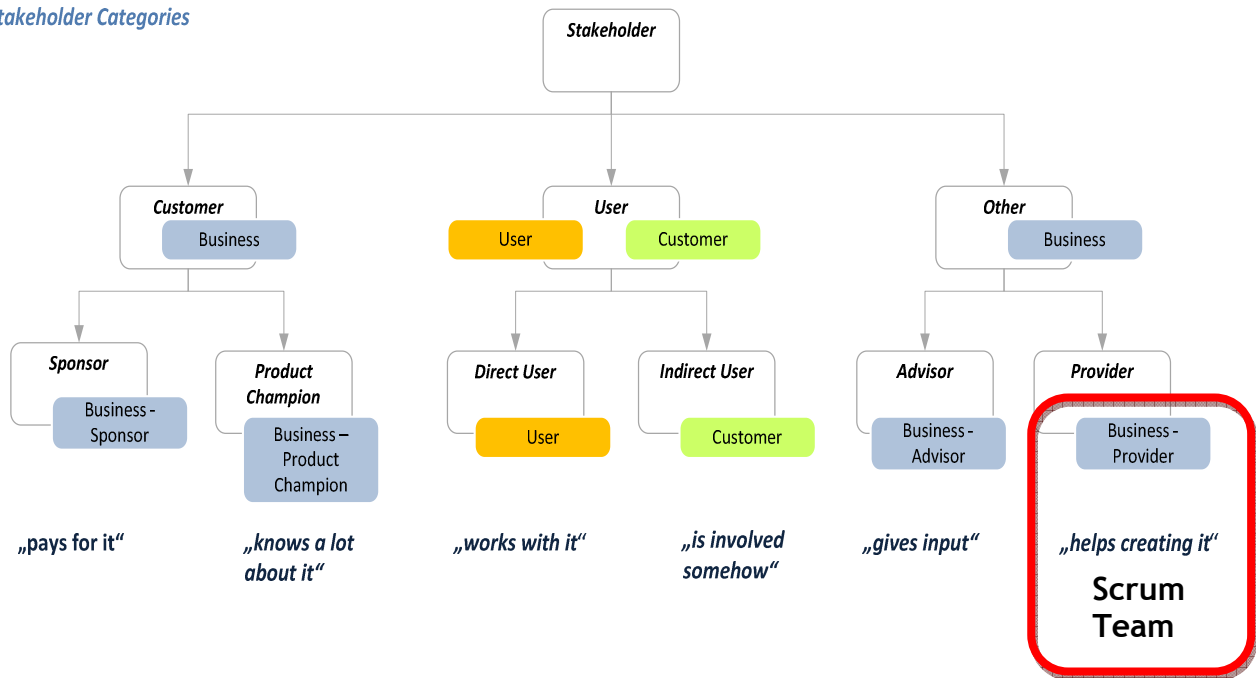 takeholder Categories
Stakeholder
Customer
Business
User
User
Customer
Other
Business
Sponsor
Business -
Sponsor
Product
Champion
Business –
Product
Champion
Direct User
User
Indirect User
Customer
Advisor
Business -
Advisor
Provider
Business -
Provider
„pays for it“
„knows a lot
about it“
„works with it“
„is involved
somehow“
„gives input“
„helps creating it“
Scrum
Team